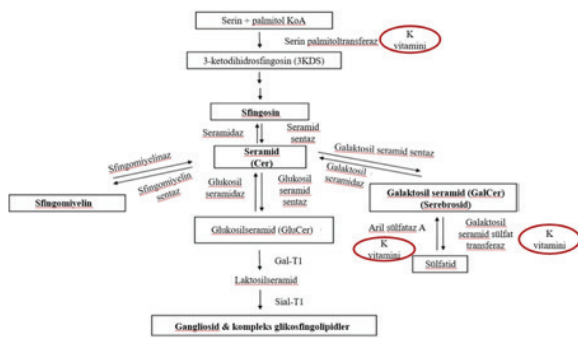 Serin + palmitol KoA
Serin palmitoltransferaz
K
vitamini
3-ketodihidrosfingosin (3KDS)
Sfingosin
Seramidaz
Seramid
sentaz
Seramid
(Cer)
Sfingomiyelinaz
Sfingomiyelin
sentaz
Galaktosil seramid sentaz
Galaktosil
seramidaz
Sfingomiyelin
Glukosil
seramidaz
Glukosil
seramid
sentaz
Galaktosil seramid (GalCer)
(Serebrosid)
Glukosilseramid (GluCer)
Aril sülfataz A
K
vitamini
Galaktosil
seramid sülfat
transferaz
K
vitamini
Sülfatid
Gal-T1
Laktosilseramid
Sial-T1
Gangliosid & kompleks glikosfingolipidler